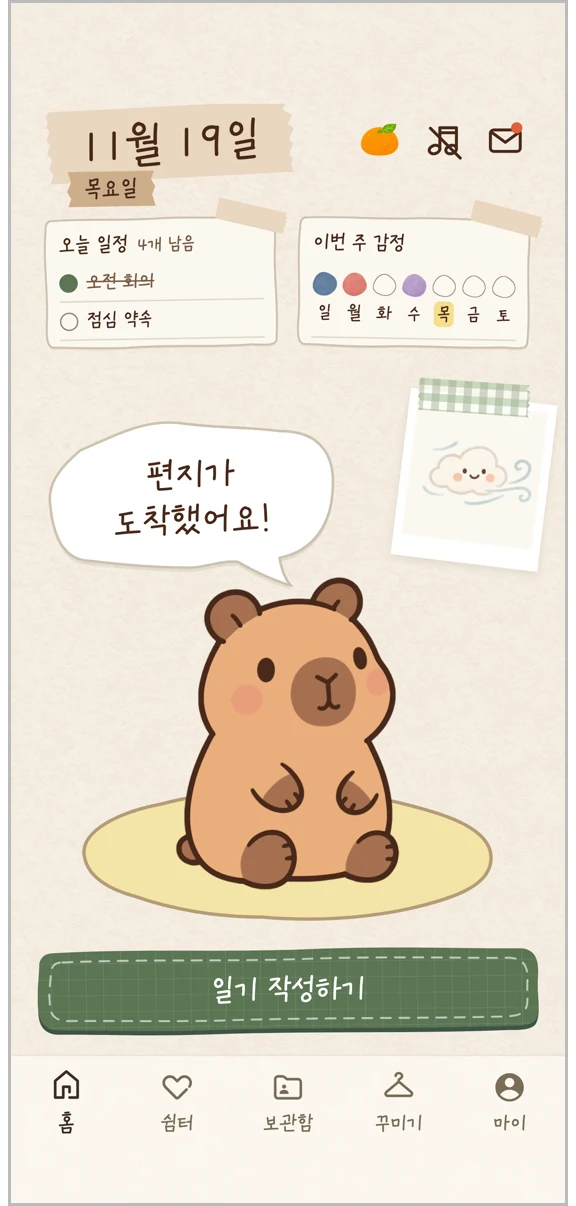 11월 19일
목요일
오늘 일정 4개 남음
오전 회의
점심 약속
이번 주 감정
일 월 화 수 목 금 토
편지가
도착했어요!
일기 작성하기
홈 쉼터 보관함 꾸미기 마이